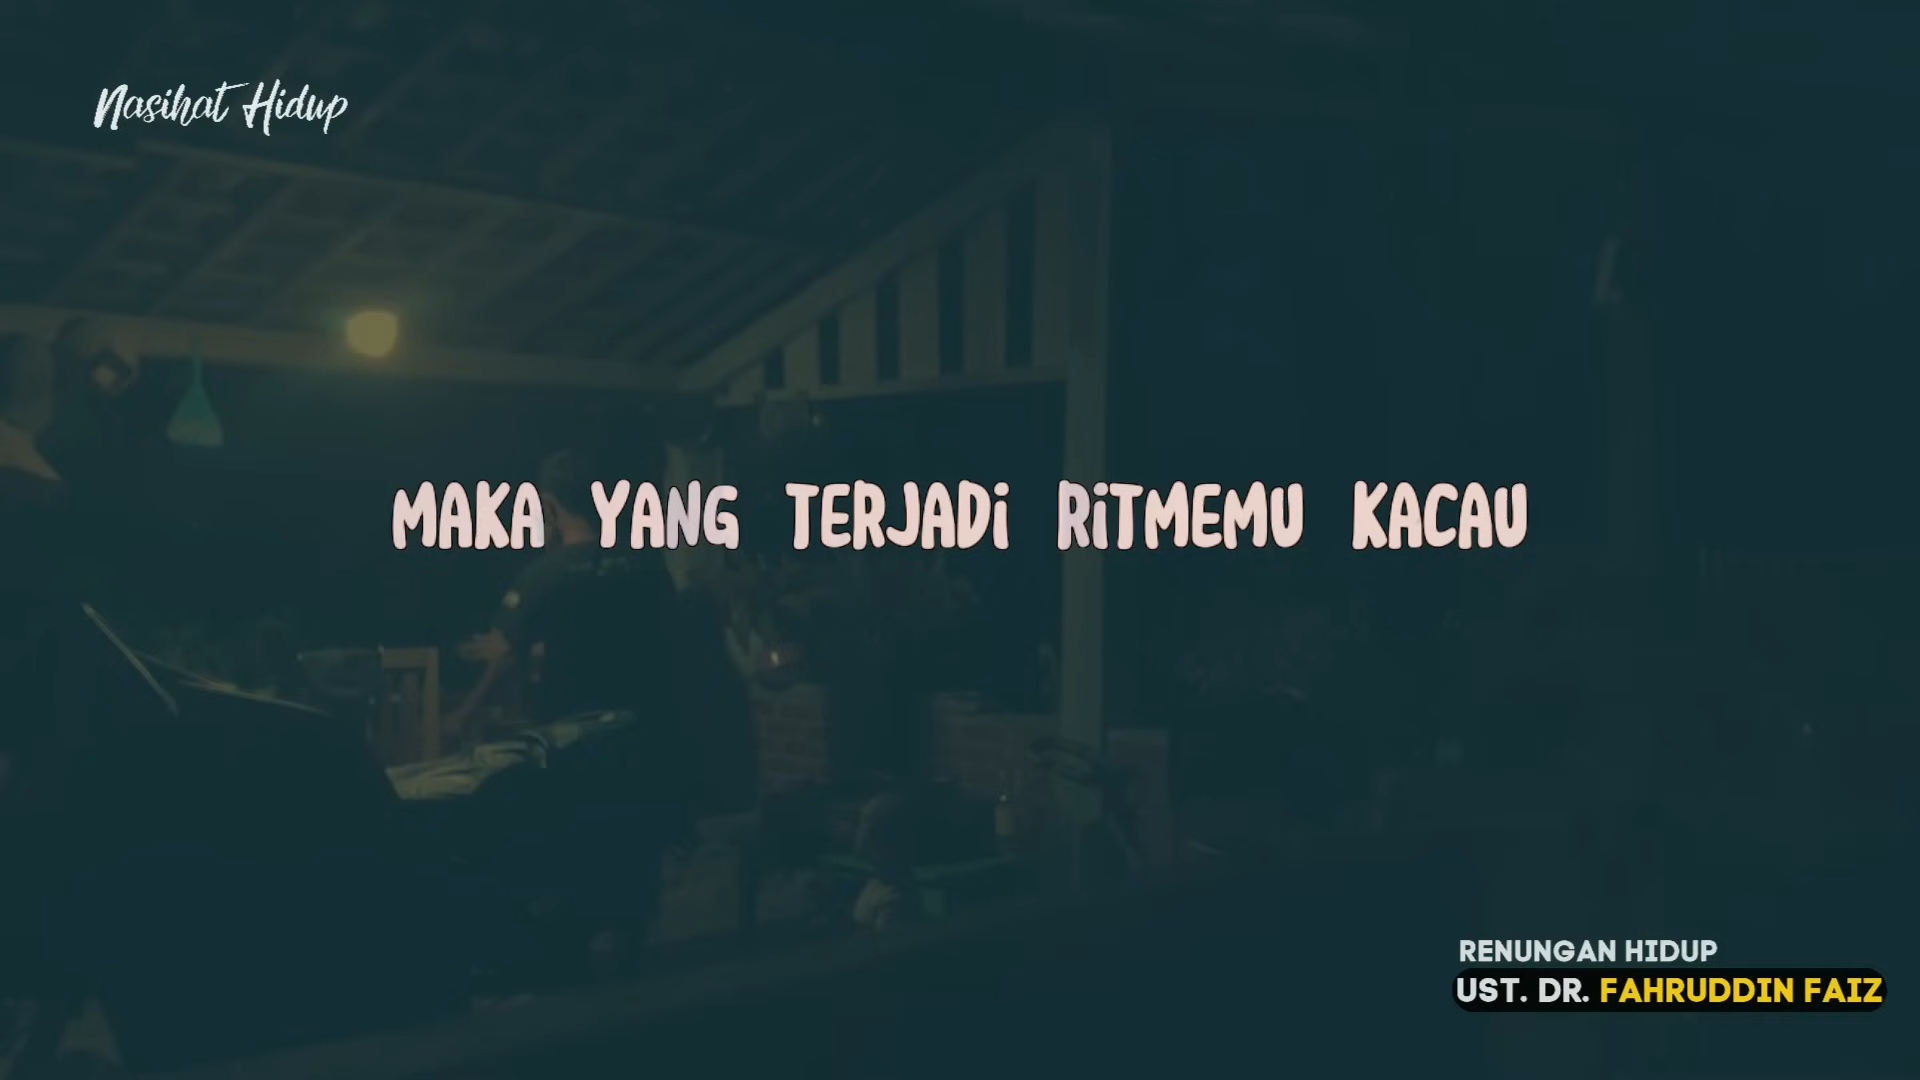 Nasihat Hidup
MAKA YANG TERJADI RITMEMU KACAU
RENUNGAN HIDUP
UST. DR. FAHRUDDIN FAIZ